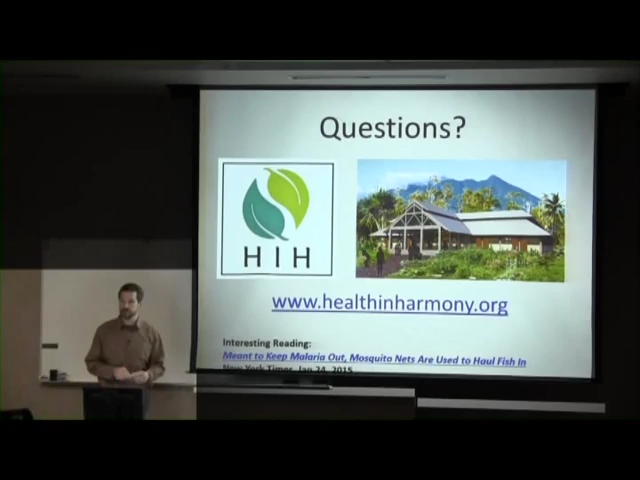 Questions?
H I H
www.healthinharmony.org
Interesting Reading:
Meant to Keep Malaria Out, Mosquito Nets Are Used to Haul Fish In
New York Times, Jan 24, 2015